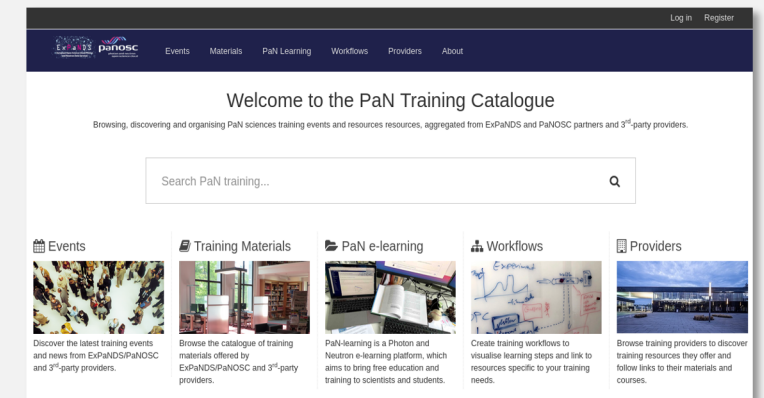 Log in Register
ExPaNDS panosc Events Materials PaN Learning Workflows Providers About
Welcome to the PaN Training Catalogue
Browsing, discovering and organising PaN sciences training events and resources resources, aggregated from ExPaNDS and PaNOSC partners and 3rd-party providers.
Search PaN training...
Events
Discover the latest training events
and news from ExPaNDS/PaNOSC
and 3rd-party providers.
Training Materials
Browse the catalogue of training
materials offered by
ExPaNDS/PaNOSC and 3rd-party
providers.
PaN e-learning
PaN-learning is a Photon and
Neutron e-learning platform, which
aims to bring free education and
training to scientists and students.
Workflows
Experiment
Create training workflows to
visualise learning steps and link to
resources specific to your training
needs.
Providers
Browse training providers to discover
training resources they offer and
follow links to their materials and
courses.